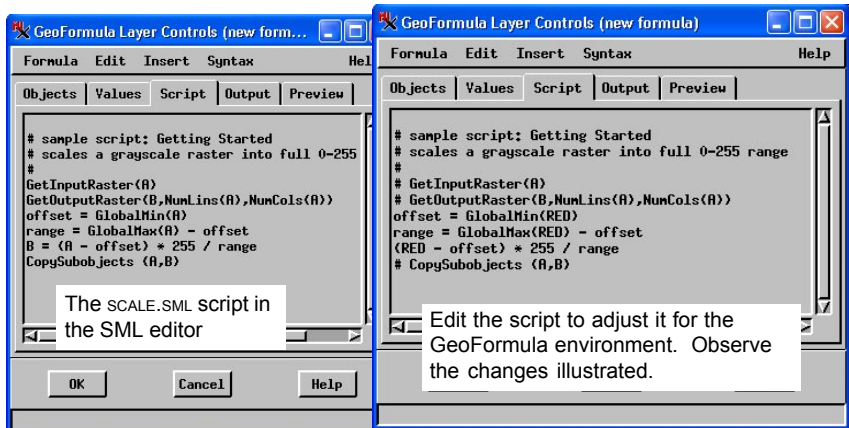 GeoFormula Layer Controls (new form...
Formula Edit Insert Syntax Hel
Objects Values Script Output Preview
# sample script: Getting Started
# scales a grayscale raster into full 0-255
#
GetInputRaster(A)
GetOutputRaster(B,NumLins(A),NumCols(A))
offset = GlobalMin(A)
range = GlobalMax(A) - offset
B = (A - offset) * 255 / range
CopySubobjects (A,B)
The SCALE.SML script in
the SML editor
OK Cancel Help
GeoFormula Layer Controls (new formula)
Formula Edit Insert Syntax Help
Objects Values Script Output Preview
# sample script: Getting Started
# scales a grayscale raster into full 0-255 range
#
# GetInputRaster(A)
# GetOutputRaster(B,NumLins(A),NumCols(A))
offset = GlobalMin(RED)
range = GlobalMax(RED) - offset
(RED - offset) * 255 / range
# CopySubobjects (A,B)
Edit the script to adjust it for the
GeoFormula environment. Observe
the changes illustrated.